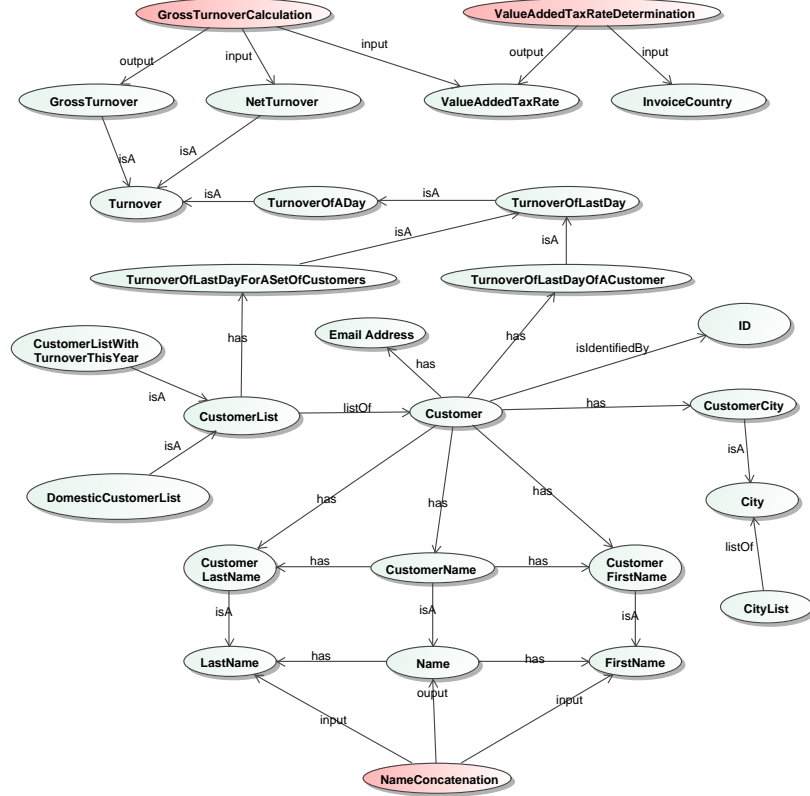 GrossTurnoverCalculation
ValueAddedTaxRateDetermination
output
input
input
output
input
GrossTurnover
NetTurnover
ValueAddedTaxRate
InvoiceCountry
isA
isA
Turnover
isA
TurnoverOfADay
isA
TurnoverOfLastDay
isA
isA
TurnoverOfLastDayForASetOfCustomers
TurnoverOfLastDayOfACustomer
has
has
CustomerListWith
TurnoverThisYear
Email Address
has
isIdentifiedBy
ID
isA
CustomerList
listOf
Customer
has
CustomerCity
isA
isA
DomesticCustomerList
City
has
has
has
listOf
Customer
LastName
has
CustomerName
has
Customer
FirstName
CityList
isA
isA
isA
LastName
has
Name
has
FirstName
input
ouput
input
NameConcatenation